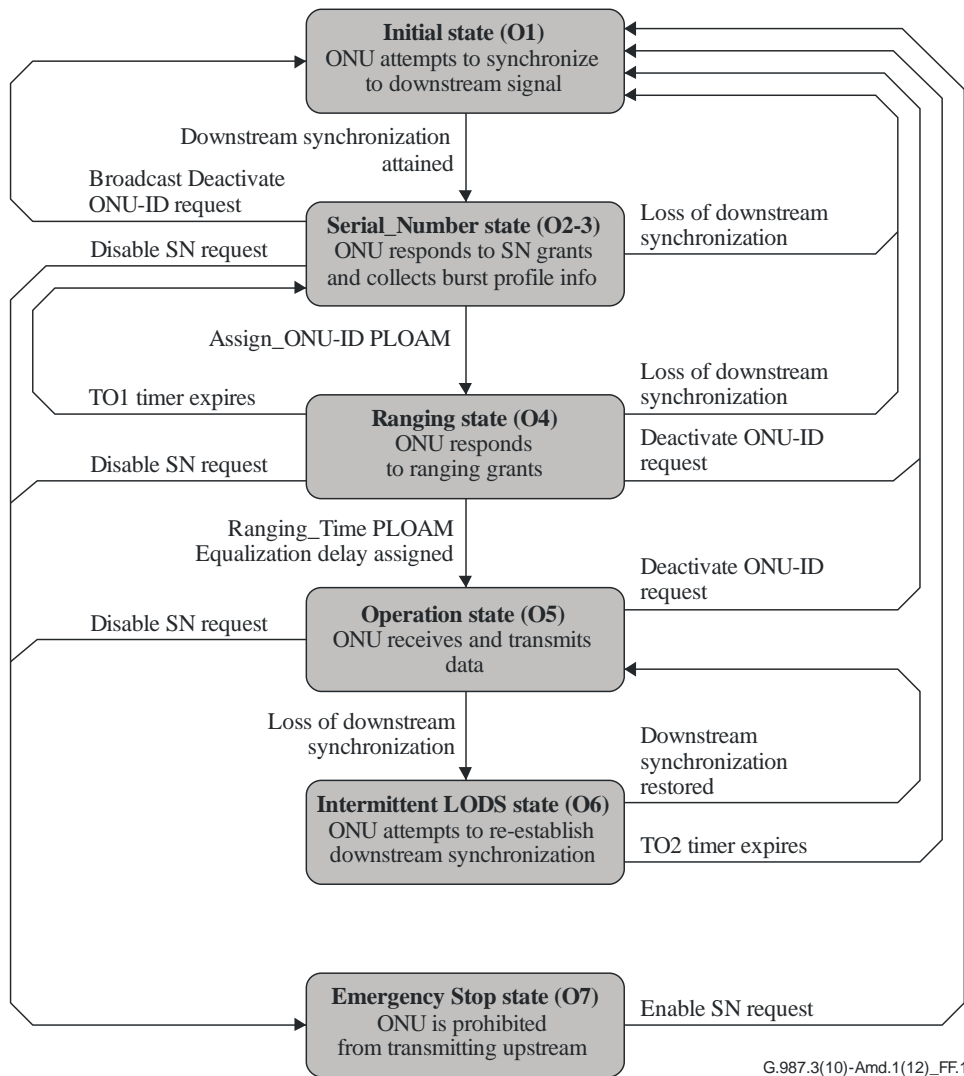 Initial state (O1)
ONU attempts to synchronize
to downstream signal
Downstream synchronization
attained
Broadcast Deactivate
ONU-ID request
Serial_Number state (O2-3)
ONU responds to SN grants
and collects burst profile info
Loss of downstream
synchronization
Disable SN request
Assign_ONU-ID PLOAM
TO1 timer expires
Loss of downstream
synchronization
Ranging state (O4)
ONU responds
to ranging grants
Deactivate ONU-ID
request
Disable SN request
Ranging_Time PLOAM
Equalization delay assigned
Deactivate ONU-ID
request
Operation state (O5)
ONU receives and transmits
data
Disable SN request
Loss of downstream
synchronization
Downstream
synchronization
restored
Intermittent LODS state (O6)
ONU attempts to re-establish
downstream synchronization
TO2 timer expires
Emergency Stop state (O7)
ONU is prohibited
from transmitting upstream
Enable SN request
G.987.3(10)-Amd.1(12)_FF.1